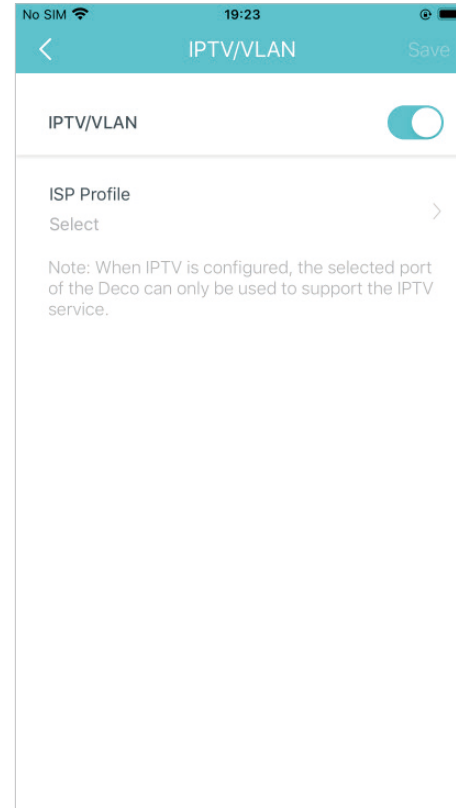 No SIM 19:23
IPTV/VLAN Save
IPTV/VLAN
ISP Profile
Select
Note: When IPTV is configured, the selected port
of the Deco can only be used to support the IPTV
service.